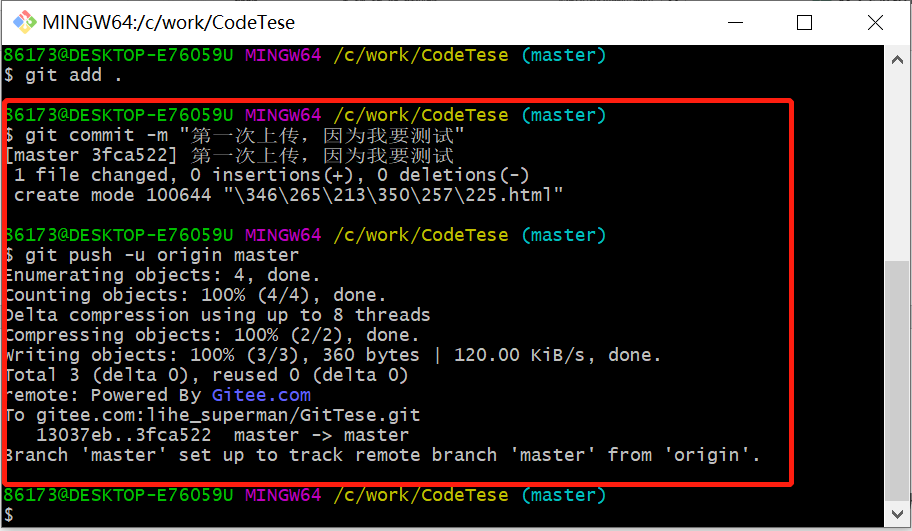 MINGW64:/c/work/CodeTese
86173@DESKTOP-E76059U MINGW64 /c/work/CodeTese (master)
$ git add .
86173@DESKTOP-E76059U MINGW64 /c/work/CodeTese (master)
$ git commit -m "第一次上传，因为我要测试"
[master 3fca522] 第一次上传，因为我要测试
 1 file changed, 0 insertions(+), 0 deletions(-)
 create mode 100644 "\346\265\213\350\257\225.html"
86173@DESKTOP-E76059U MINGW64 /c/work/CodeTese (master)
$ git push -u origin master
Enumerating objects: 4, done.
Counting objects: 100% (4/4), done.
Delta compression using up to 8 threads
Compressing objects: 100% (2/2), done.
Writing objects: 100% (3/3), 360 bytes | 120.00 KiB/s, done.
Total 3 (delta 0), reused 0 (delta 0)
remote: Powered By Gitee.com
To gitee.com:lihe_superman/GitTese.git
   13037eb..3fca522  master -> master
Branch 'master' set up to track remote branch 'master' from 'origin'.
86173@DESKTOP-E76059U MINGW64 /c/work/CodeTese (master)
$